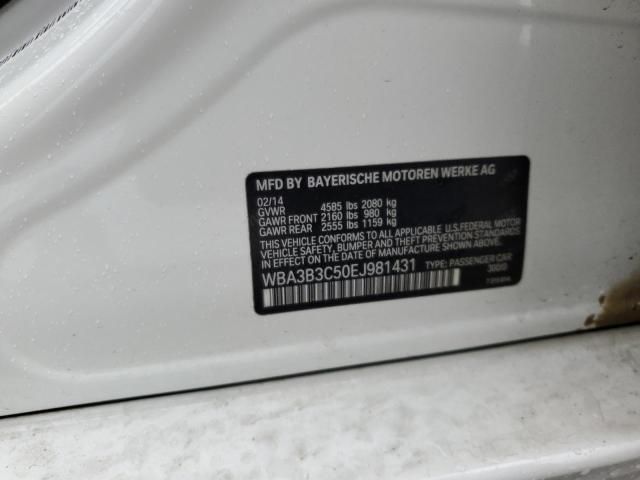 MFD BY BAYERISCHE MOTOREN WERKE AG
02/14
GVWR 4585 lbs 2080 kg
GAWR FRONT 2160 lbs 980 kg
GAWR REAR 2555 lbs 1159 kg
THIS VEHICLE CONFORMS TO ALL APPLICABLE U.S.FEDERAL MOTOR
VEHICLE SAFETY, BUMPER AND THEFT PREVENTION STANDARDS
IN EFFECT ON THE DATE OF MANUFACTURE SHOWN ABOVE.
WBA3B3C50EJ981431 TYPE: PASSENGER CAR